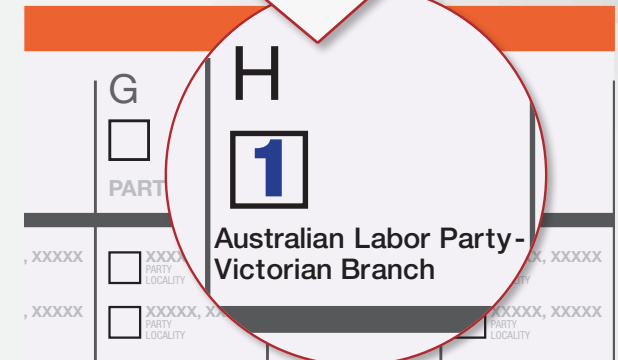 G
H
PART
1
Australian Labor Party-
Victorian Branch
, XXXXX
XXXX
PARTY
LOCALITY
X, XXXXX
, XXXXX
XXXXX, XX
PARTY
LOCALITY
XXXXX, XXXXX
PARTY
LOCALITY